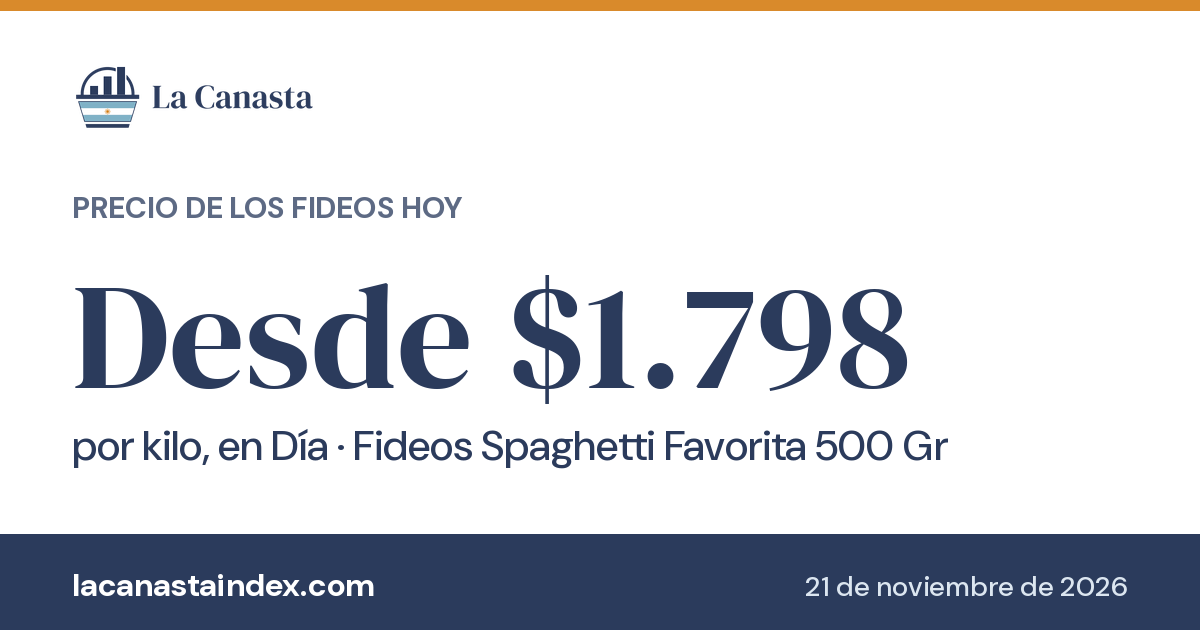 La Canasta
PRECIO DE LOS FIDEOS HOY
Desde $1.798
por kilo, en Día · Fideos Spaghetti Favorita 500 Gr
lacanastaindex.com
21 de noviembre de 2026